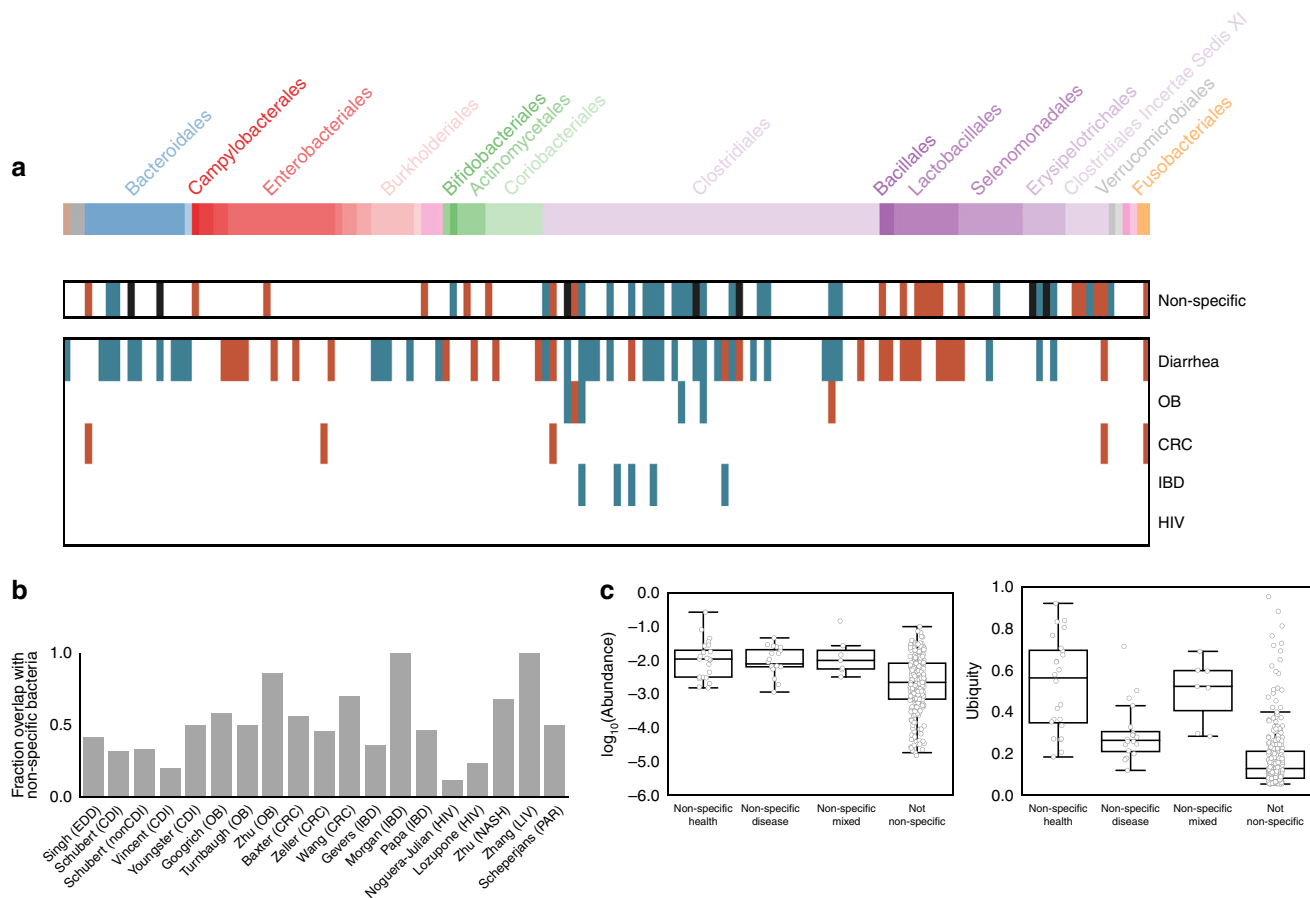 a
Bacteroidales
Campylobacterales
Enterobacteriales
Burkholderiales
Bifidobacteriales
Actinomycetales
Coriobacteriales
Clostridiales
Bacillales
Lactobacillales
Selenomonadales
Erysipelotrichales
Clostridiales Incertae Sedis XI
Verrucomicrobiales
Fusobacteriales
Non-specific
Diarrhea
OB
CRC
IBD
HIV
b
Fraction overlap with
non-specific bacteria
1.0
0.5
0.0
Singh (EDD)
Schubert (CDI)
Schubert (nonCDI)
Vincent (CDI)
Youngster (CDI)
Googrich (OB)
Turnbaugh (OB)
Zhu (OB)
Baxter (CRC)
Zeller (CRC)
Wang (CRC)
Gevers (IBD)
Morgan (IBD)
Papa (IBD)
Noguera-Julian (HIV)
Lozupone (HIV)
Zhu (NASH)
Zhang (LIV)
Scheperjans (PAR)
c
log10(Abundance)
0.0
–1.0
–2.0
–3.0
–4.0
–5.0
–6.0
Non-specific
health
Non-specific
disease
Non-specific
mixed
Not
non-specific
Ubiquity
1.0
0.8
0.6
0.4
0.2
0.0
Non-specific
health
Non-specific
disease
Non-specific
mixed
Not
non-specific